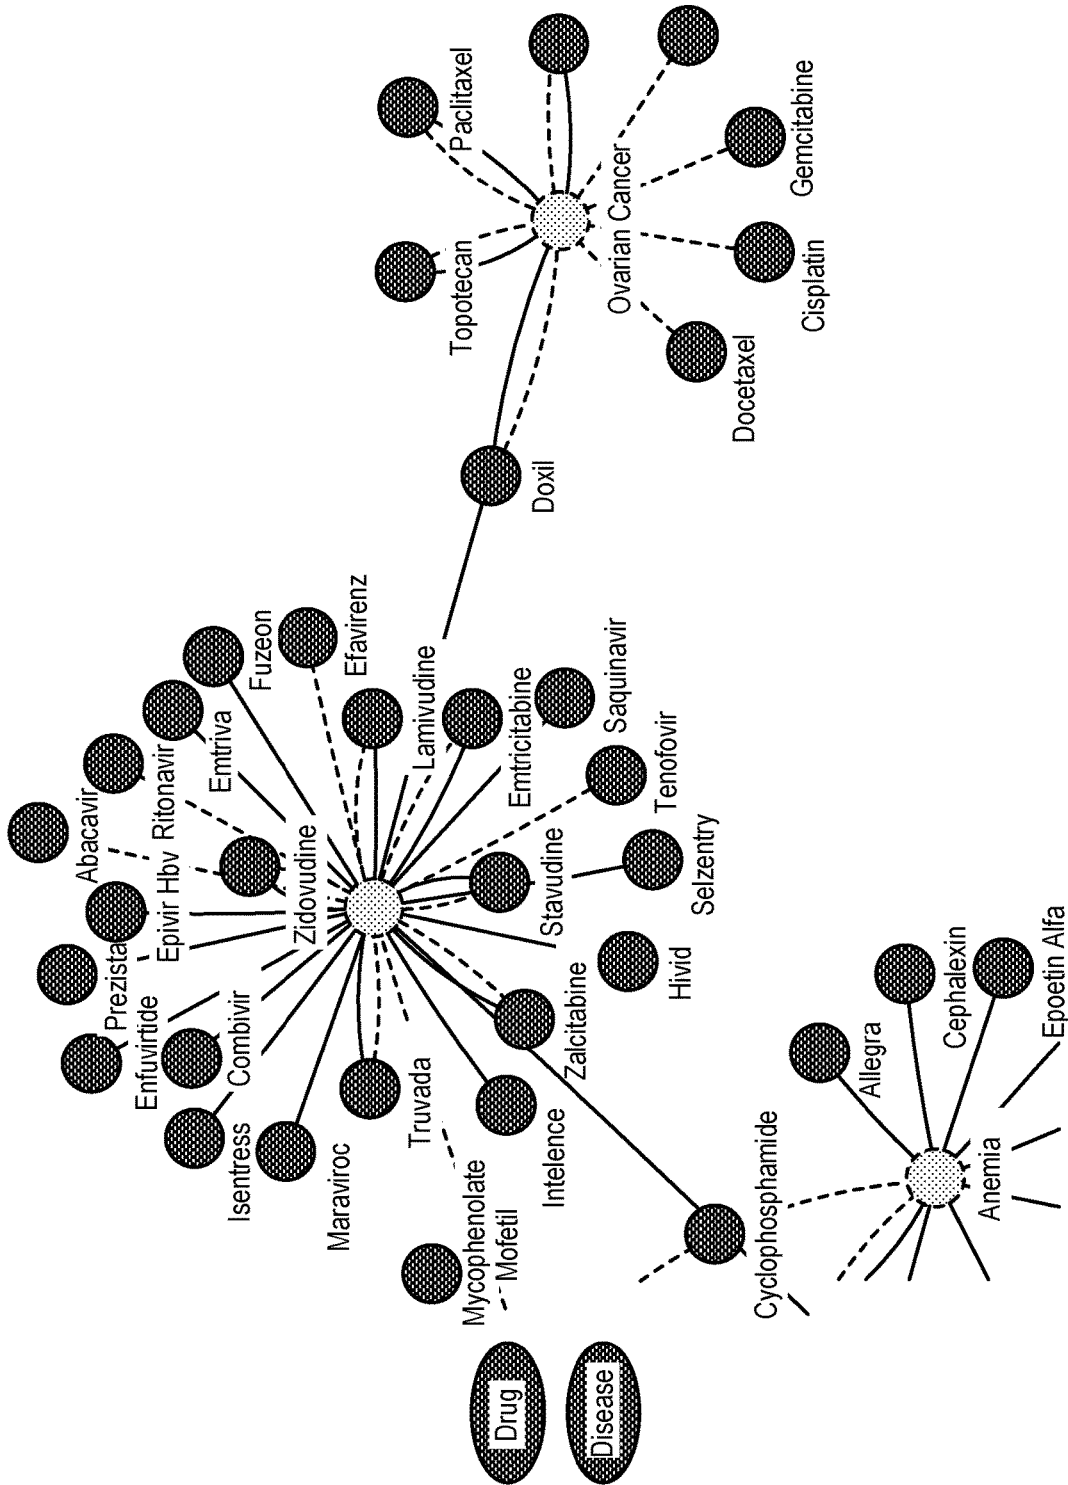 Drug
Disease
Mycophenolate
Mofetil
Cyclophosphamide
Anemia
Allegra
Cephalexin
Epoetin Alfa
Isentress
Maraviroc
Truvada
Intelence
Enfuvirtide
Prezista
Combivir
Zalcitabine
Hivid
Epivir Hbv
Abacavir
Ritonavir
Zidovudine
Stavudine
Selzentry
Emtriva
Fuzeon
Efavirenz
Lamivudine
Emtricitabine
Saquinavir
Tenofovir
Doxil
Topotecan
Paclitaxel
Ovarian Cancer
Docetaxel
Cisplatin
Gemcitabine